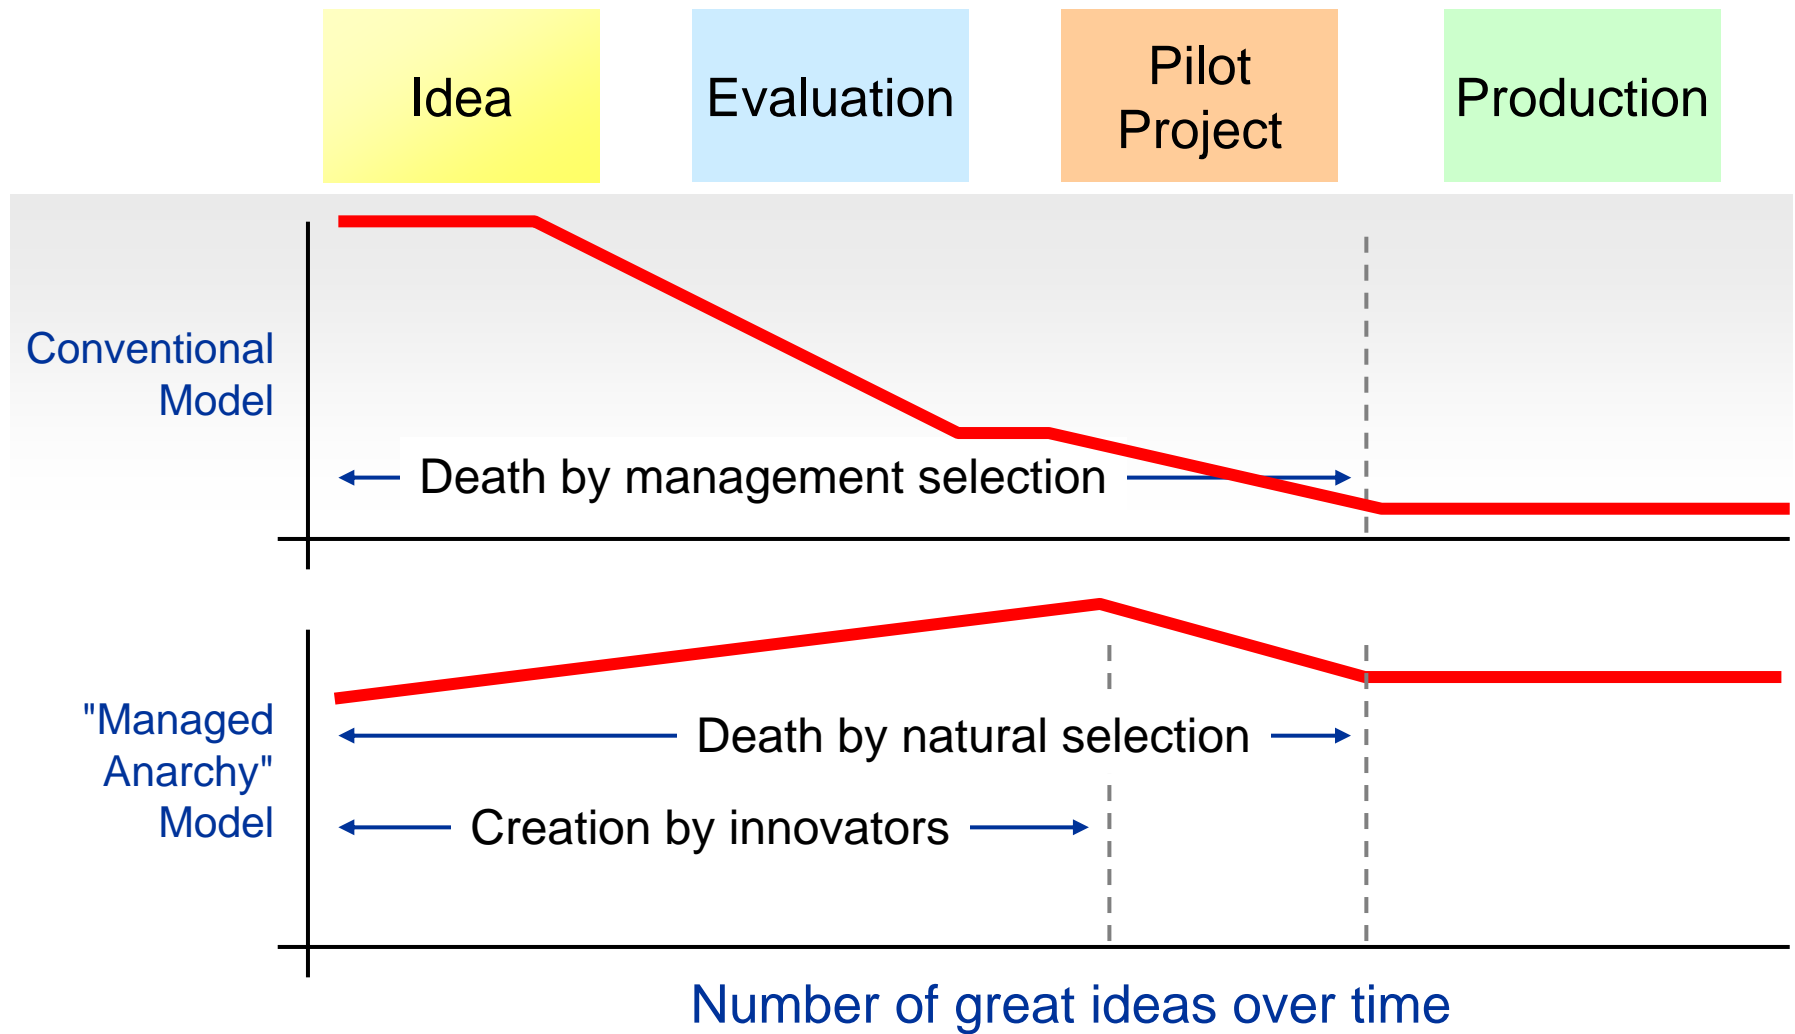 Idea
Evaluation
Pilot
Project
Production
Conventional
Model
Death by management selection
"Managed
Anarchy"
Model
Death by natural selection
Creation by innovators
Number of great ideas over time